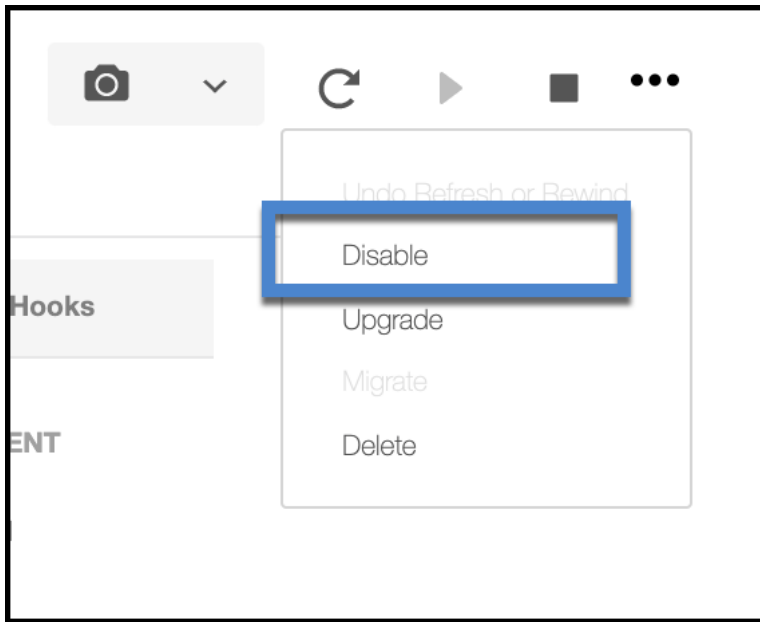 Undo Refresh or Rewind
Disable
Hooks
Upgrade
Migrate
ENT
Delete